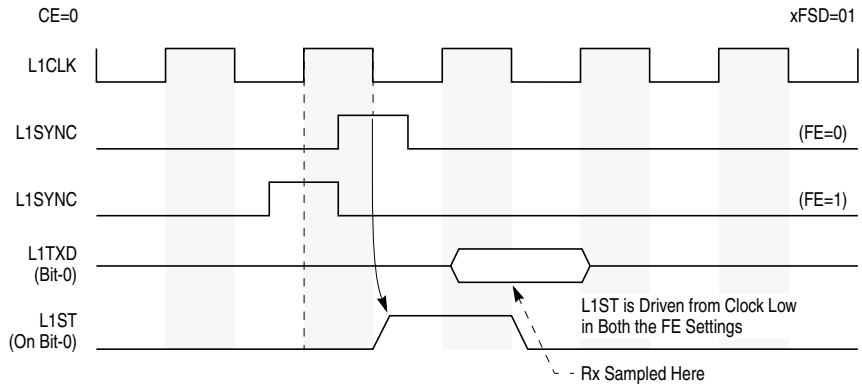 CE=0
xFSD=01
L1CLK
L1SYNC
(FE=0)
L1SYNC
(FE=1)
L1TXD
(Bit-0)
L1ST is Driven from Clock Low
in Both the FE Settings
L1ST
(On Bit-0)
Rx Sampled Here